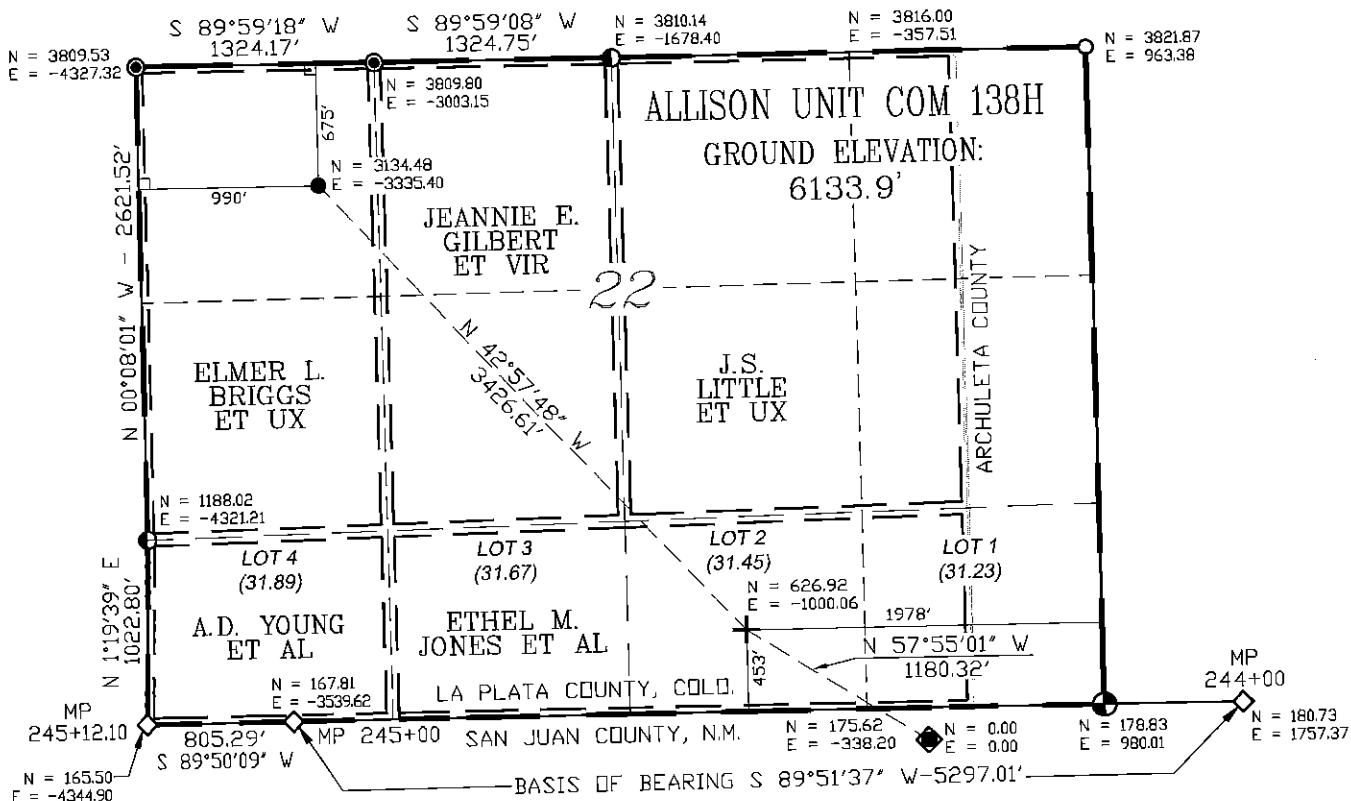 S 89°59'18" W
1324.17'
S 89°59'08" W
1324.75'
N = 3810.14
E = -1678.40
N = 3816.00
E = -357.51
N = 3821.87
E = 963.38
N = 3809.53
E = -4327.32
N = 3809.80
E = -3003.15
ALLISON UNIT COM 138H
GROUND ELEVATION:
6133.9'
675'
N = 3134.48
E = -3335.40
990'
N 00°08'01" W - 2621.52'
JEANNIE E.
GILBERT
ET VIR
22
ARCHULETA COUNTY
N 42°57'48" W
3426.61'
ELMER L.
BRIGGS
ET UX
J.S.
LITTLE
ET UX
N = 1188.02
E = -4321.21
LOT 4
(31.89)
LOT 3
(31.67)
LOT 2
(31.45)
LOT 1
(31.23)
N = 626.92
E = -1000.06
1978'
N 1°19'39" E
1022.80'
A.D. YOUNG
ET AL
ETHEL M.
JONES ET AL
453'
N 57°55'01" W
1180.32'
LA PLATA COUNTY, COLO.
N = 167.81
E = -3539.62
MP
244+00
MP
245+12.10
805.29'
S 89°50'09" W
MP 245+00
SAN JUAN COUNTY, N.M.
N = 175.62
E = -338.20
N = 0.00
E = 0.00
N = 178.83
E = 980.01
N = 180.73
E = 1757.37
N = 165.50
E = -4344.90
BASIS OF BEARING S 89°51'37" W-5297.01'